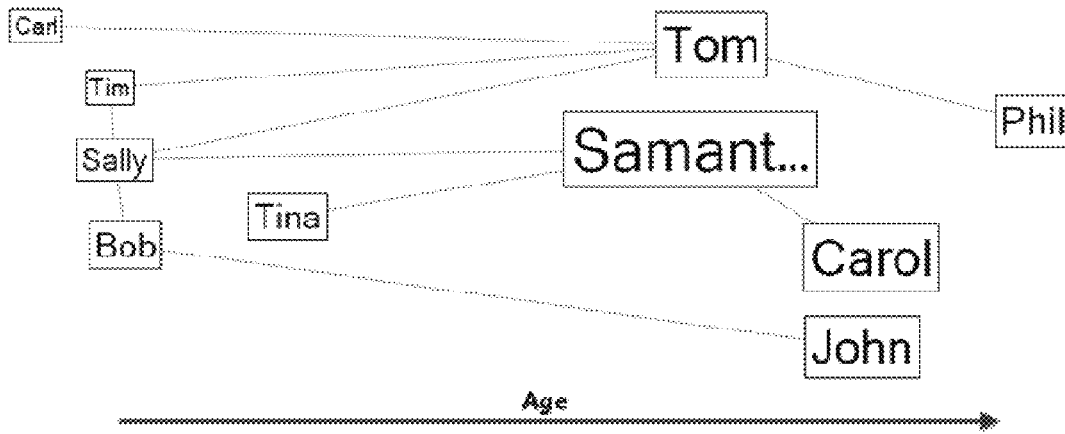 Carl
Tom
Tim
Phil
Samant...
Sally
Tina
Bob
Carol
John
Age